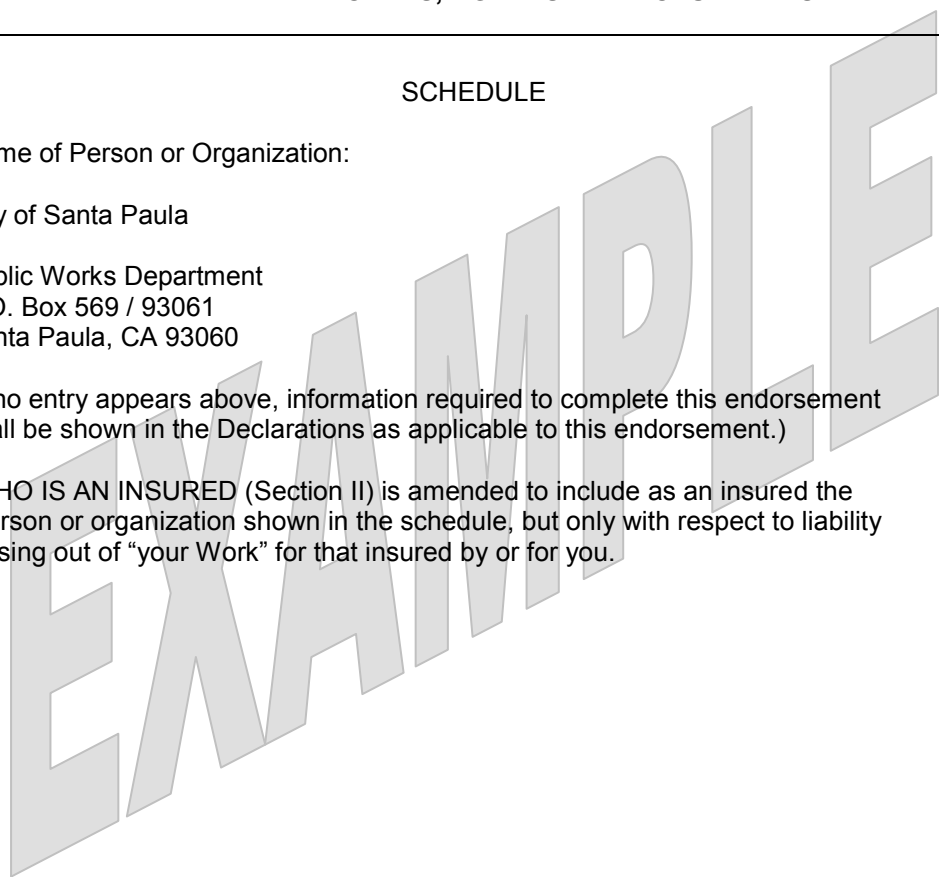 SCHEDULE
me of Person or Organization:
y of Santa Paula
blic Works Department
O. Box 569 / 93061
nta Paula, CA 93060
no entry appears above, information required to complete this endorsement
all be shown in the Declarations as applicable to this endorsement.)
HO IS AN INSURED (Section II) is amended to include as an insured the
rson or organization shown in the schedule, but only with respect to liability
sing out of “your Work” for that insured by or for you.
EXAMPLE